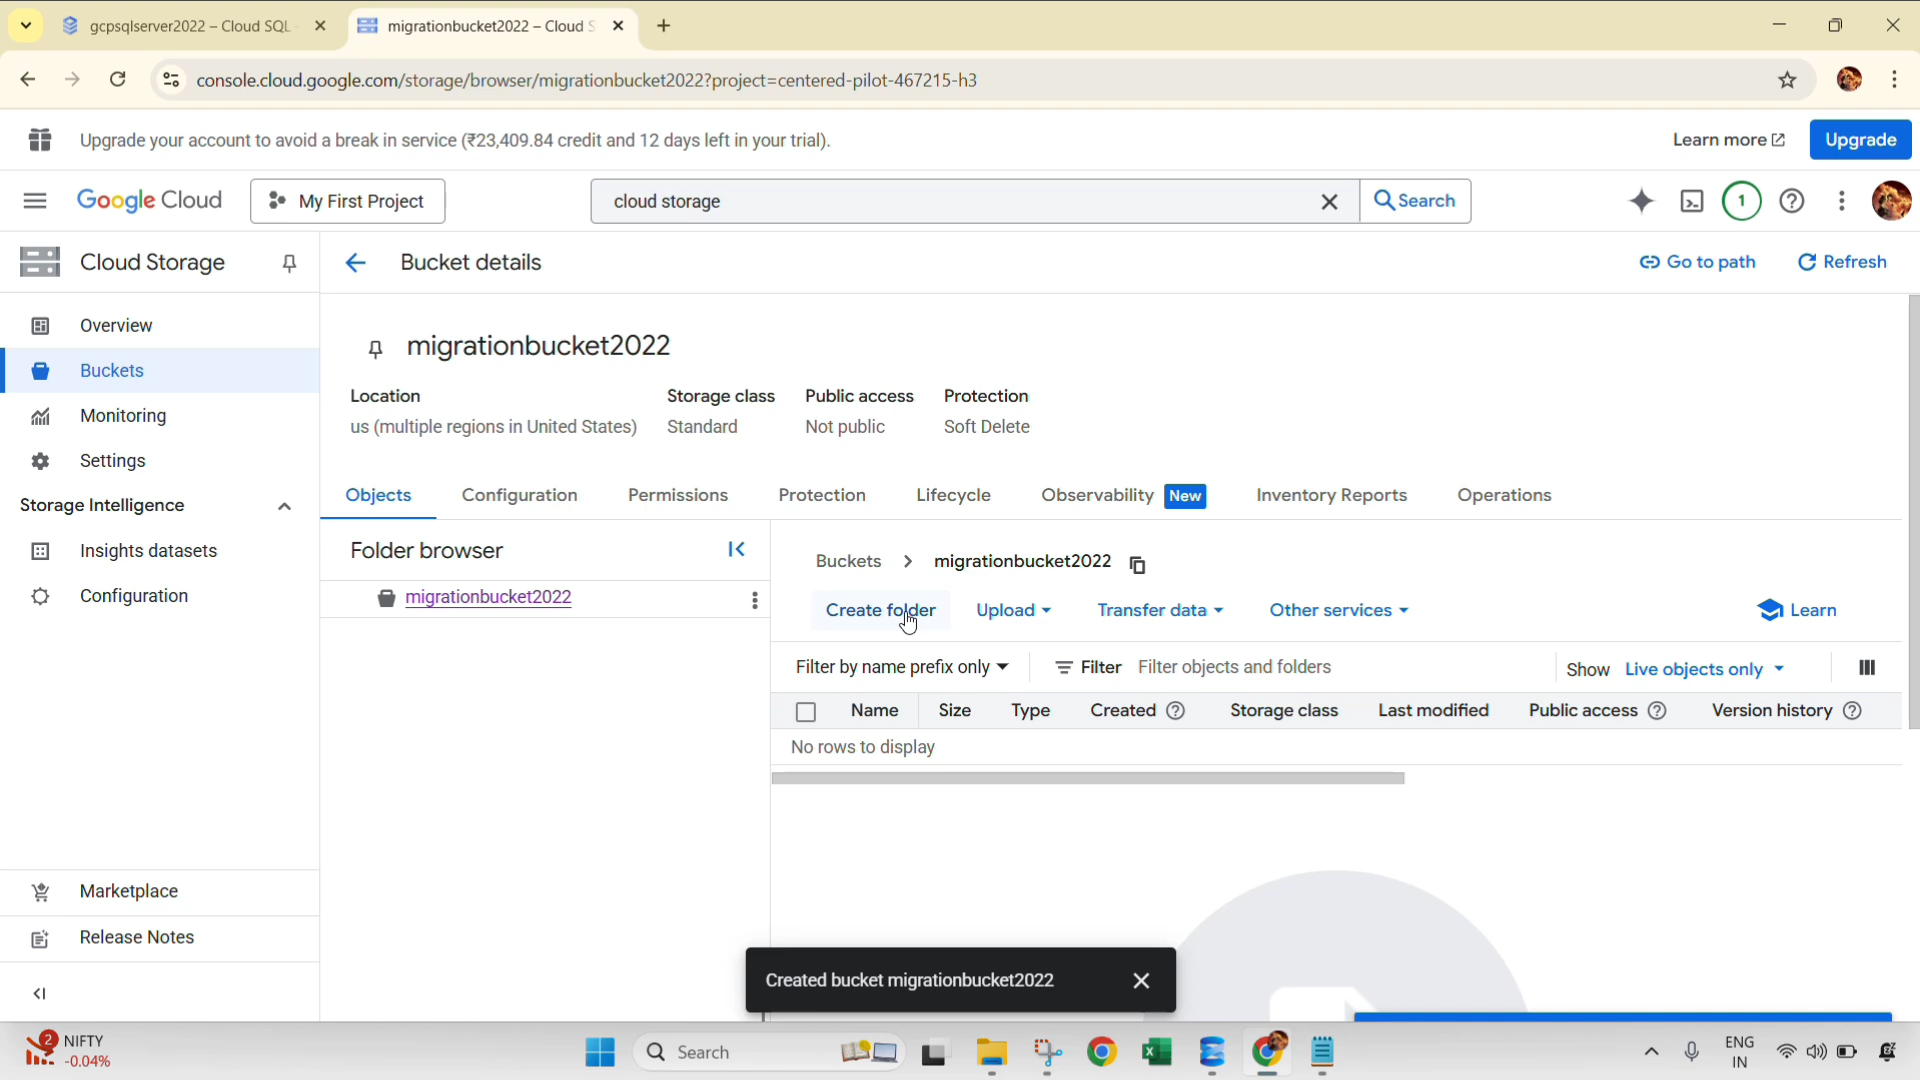 gcpsqlserver2022 – Cloud SQL
migrationbucket2022 – Cloud S
console.cloud.google.com/storage/browser/migrationbucket2022?project=centered-pilot-467215-h3
Upgrade your account to avoid a break in service (₹23,409.84 credit and 12 days left in your trial).
Learn more
Upgrade
Google Cloud
My First Project
cloud storage
Search
1
Cloud Storage
Bucket details
Go to path
Refresh
Overview
Buckets
Monitoring
Settings
Storage Intelligence
Insights datasets
Configuration
Marketplace
Release Notes
migrationbucket2022
Location
Storage class
Public access
Protection
us (multiple regions in United States)
Standard
Not public
Soft Delete
Objects
Configuration
Permissions
Protection
Lifecycle
Observability New
Inventory Reports
Operations
Folder browser
migrationbucket2022
Buckets > migrationbucket2022
Create folder
Upload
Transfer data
Other services
Learn
Filter by name prefix only
Filter
Filter objects and folders
Show
Live objects only
Name
Size
Type
Created
Storage class
Last modified
Public access
Version history
No rows to display
Created bucket migrationbucket2022
2
NIFTY
-0.04%
Search
ENG
IN